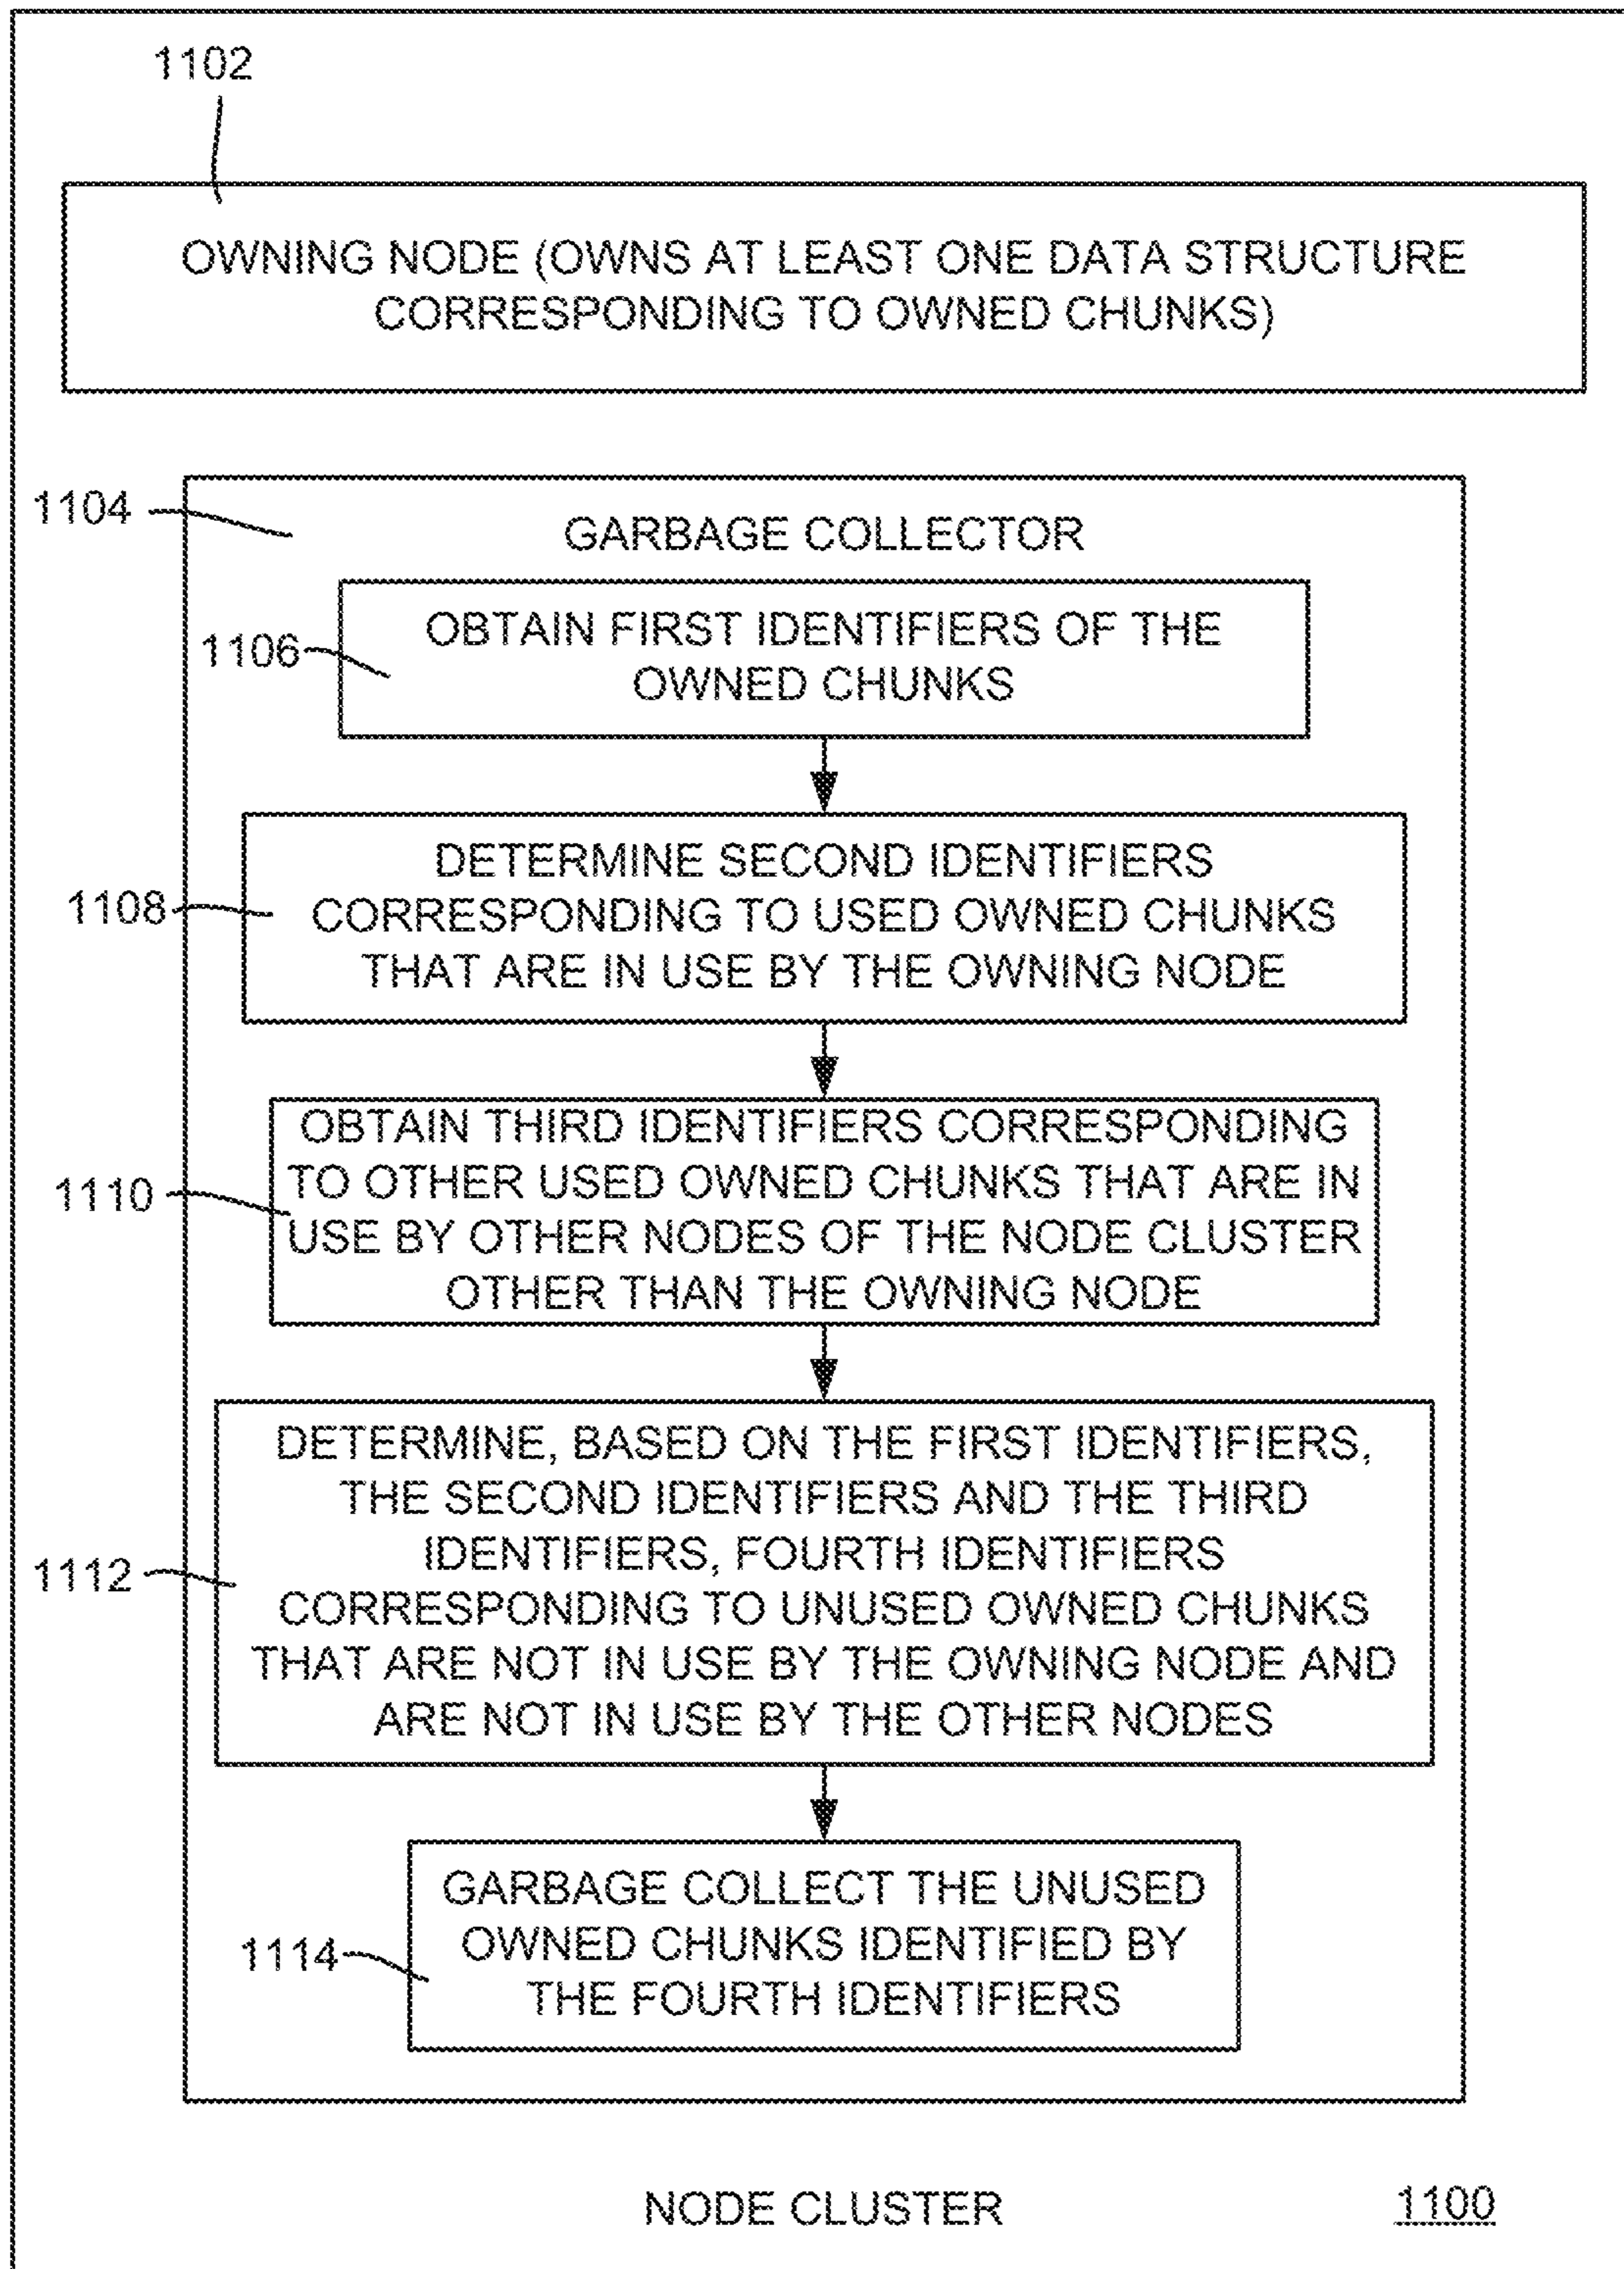 1102
OWNING NODE (OWNS AT LEAST ONE DATA STRUCTURE
CORRESPONDING TO OWNED CHUNKS)
1104
GARBAGE COLLECTOR
1106
OBTAIN FIRST IDENTIFIERS OF THE
OWNED CHUNKS
1108
DETERMINE SECOND IDENTIFIERS
CORRESPONDING TO USED OWNED CHUNKS
THAT ARE IN USE BY THE OWNING NODE
1110
OBTAIN THIRD IDENTIFIERS CORRESPONDING
TO OTHER USED OWNED CHUNKS THAT ARE IN
USE BY OTHER NODES OF THE NODE CLUSTER
OTHER THAN THE OWNING NODE
1112
DETERMINE, BASED ON THE FIRST IDENTIFIERS,
THE SECOND IDENTIFIERS AND THE THIRD
IDENTIFIERS, FOURTH IDENTIFIERS
CORRESPONDING TO UNUSED OWNED CHUNKS
THAT ARE NOT IN USE BY THE OWNING NODE AND
ARE NOT IN USE BY THE OTHER NODES
1114
GARBAGE COLLECT THE UNUSED
OWNED CHUNKS IDENTIFIED BY
THE FOURTH IDENTIFIERS
NODE CLUSTER
1100